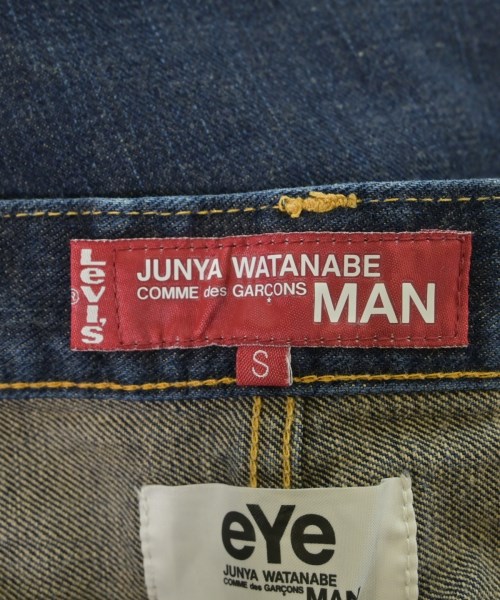 Levi's
®
JUNYA WATANABE
COMME des GARÇONS MAN
S
eYe
JUNYA WATANABE
COMME des GARÇONS MAN